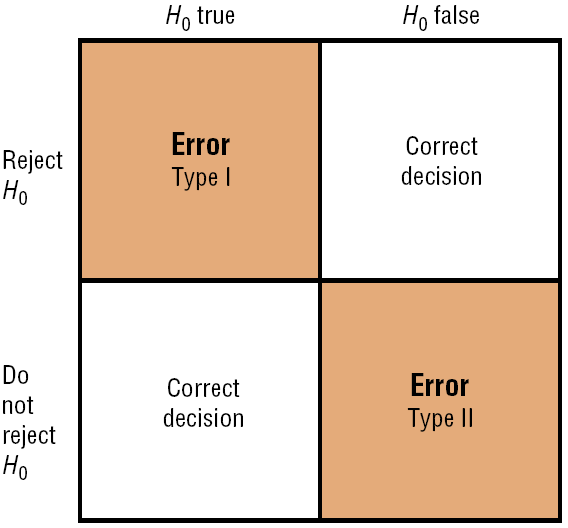 H₀ true
H₀ false
Reject
H₀
Error
Type I
Correct
decision
Do
not
reject
H₀
Correct
decision
Error
Type II